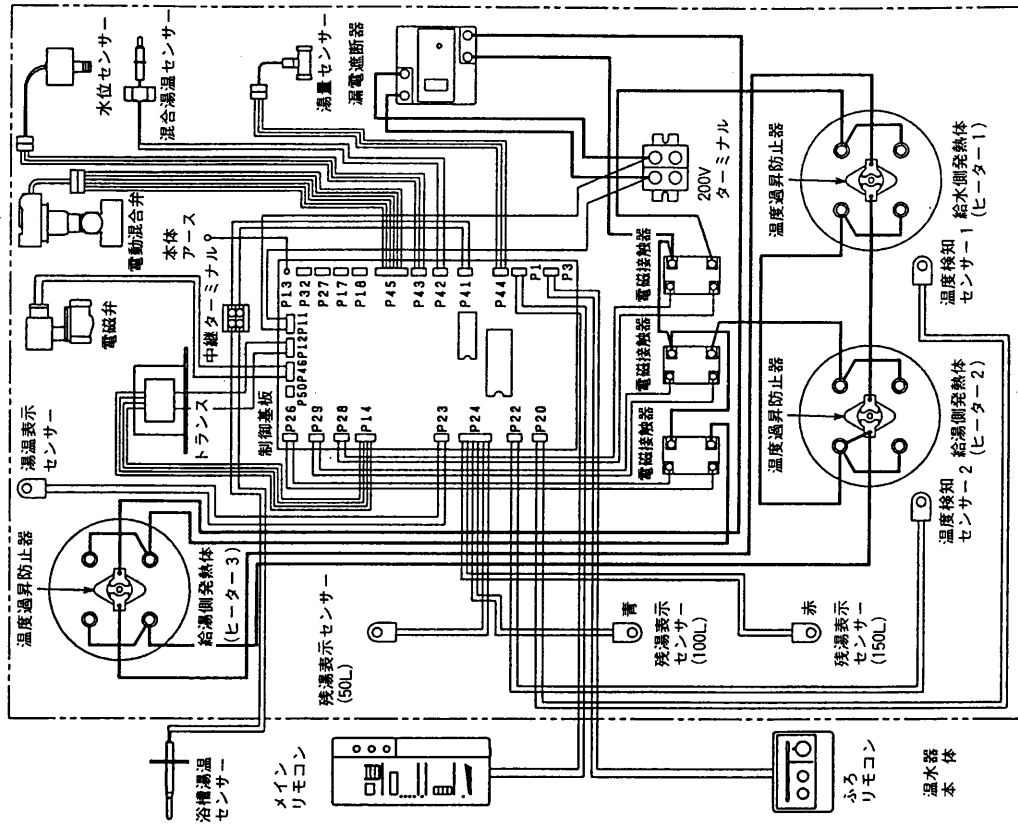 水位センサー
混合湯温センサー
湯量センサー
漏電遮断器
電動混合弁
本体
アース
電磁弁
中継ターミナル
トランス
湯温表示
センサー
制御基板
P13
P32
P27
P17
P18
P45
P43
P42
P41
P44
P1
P3
P11
P12
P46
P50
P26
P29
P28
P14
P23
P24
P22
P20
200V
ターミナル
電磁接触器
電磁接触器
電磁接触器
温度過昇防止器
給湯側発熱体
(ヒーター3)
温度過昇防止器
給水側発熱体
(ヒーター1)
温度過昇防止器
給湯側発熱体
(ヒーター2)
温度検知
センサー1
温度検知
センサー2
残湯表示センサー
(50L)
青
残湯表示
センサー
(100L)
赤
残湯表示
センサー
(150L)
浴槽湯温
センサー
メイン
リモコン
ふろ
リモコン
温水器
本体